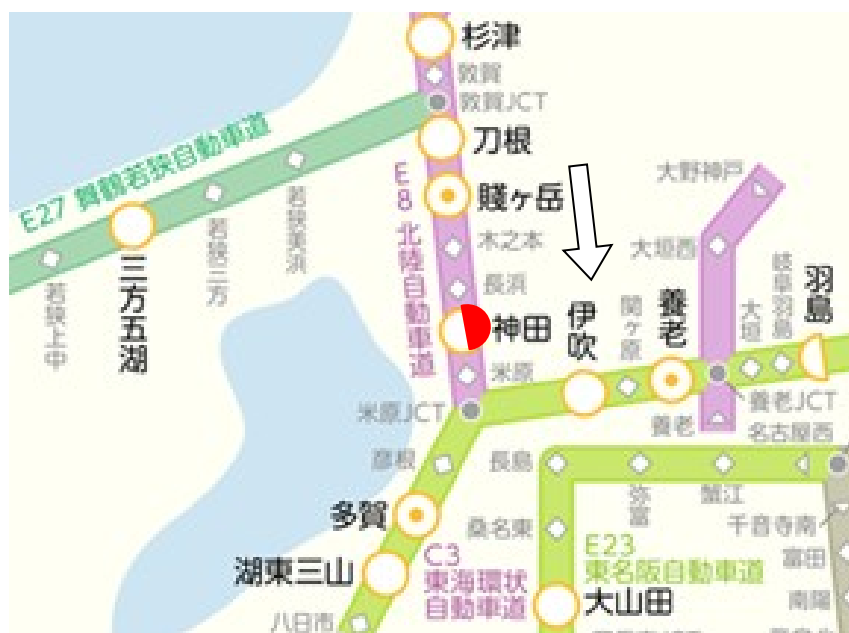 杉津
敦賀
敦賀JCT
刀根
E27 舞鶴若狭自動車道
E8 北陸自動車道
賤ヶ岳
大野神戸
若狭美浜
若狭三方
三方五湖
若狭上中
木之本
大垣西
長浜
神田
伊吹
関ヶ原
養老
大垣
岐阜羽島
羽島
米原
米原JCT
養老JCT
養老
名古屋西
彦根
長島
弥富
蟹江
多賀
桑名東
千音寺南
湖東三山
C3
東海環状
自動車道
E23
東名阪自動車道
富田
大山田
南陽
八日市